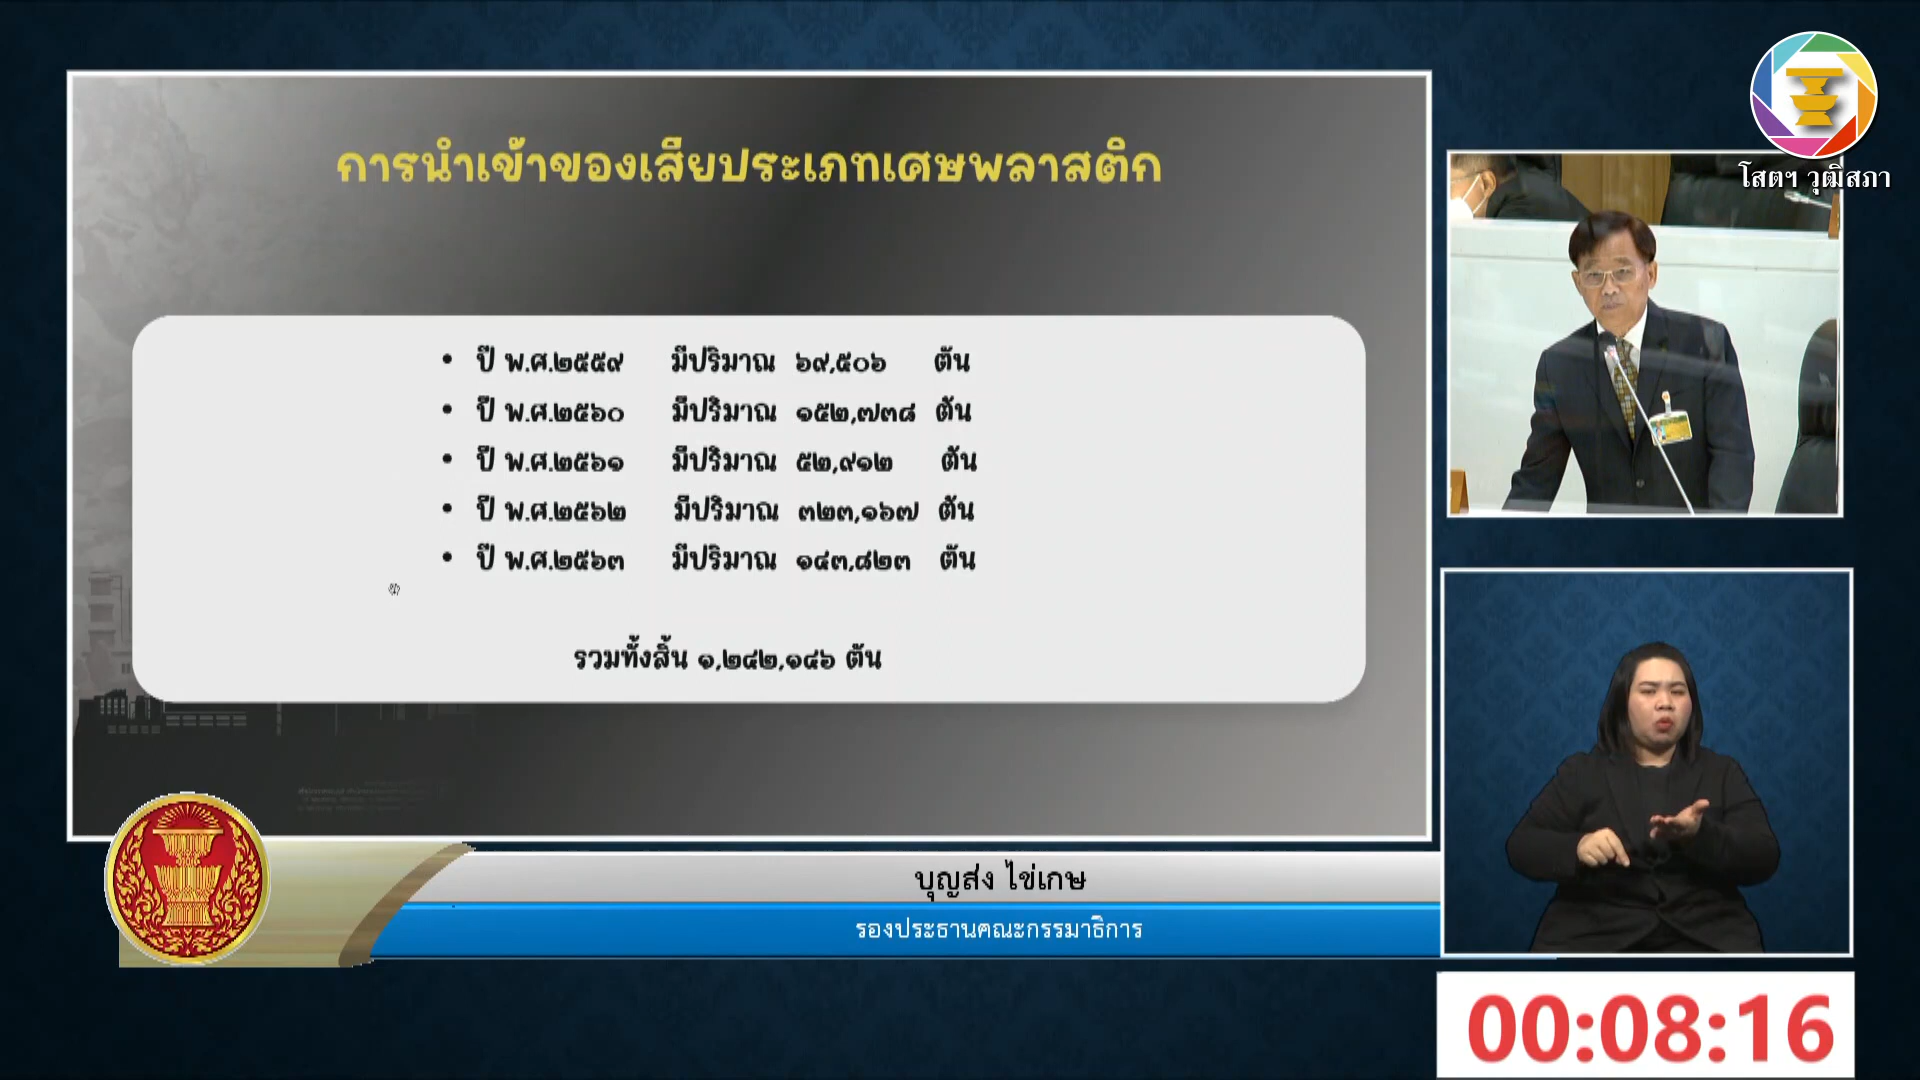 โสตฯ วุฒิสภา
การนำเข้าของเสียประเภทเศษพลาสติก
• ปี พ.ศ.๒๕๕๙ มีปริมาณ ๖๙,๕๐๖ ตัน
• ปี พ.ศ.๒๕๖๐ มีปริมาณ ๑๕๒,๗๓๘ ตัน
• ปี พ.ศ.๒๕๖๑ มีปริมาณ ๕๒,๙๑๒ ตัน
• ปี พ.ศ.๒๕๖๒ มีปริมาณ ๓๒๓,๑๖๗ ตัน
• ปี พ.ศ.๒๕๖๓ มีปริมาณ ๑๔๓,๘๒๓ ตัน
รวมทั้งสิ้น ๑,๒๔๒,๑๔๖ ตัน
บุญส่ง ไข่เกษ
รองประธานคณะกรรมาธิการ
00:08:16